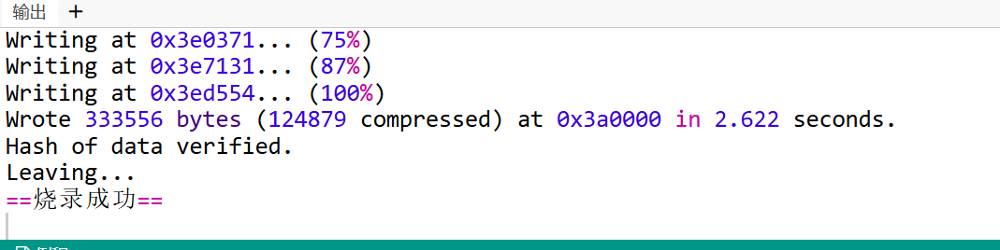 输出 +
Writing at 0x3e0371... (75%)
Writing at 0x3e7131... (87%)
Writing at 0x3ed554... (100%)
Wrote 333556 bytes (124879 compressed) at 0x3a0000 in 2.622 seconds.
Hash of data verified.
Leaving...
==烧录成功==